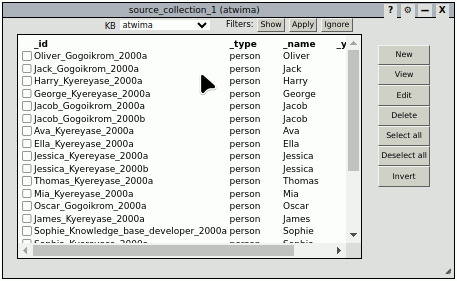 source_collection_1 (atwima) ? X
KB atwima Filters: Show Apply Ignore
_id _type _name _y
Oliver_Gogoikrom_2000a person Oliver
Jack_Gogoikrom_2000a person Jack
Harry_Kyereyase_2000a person Harry
George_Kyereyase_2000a person George
Jacob_Gogoikrom_2000a person Jacob
Jacob_Gogoikrom_2000b person Jacob
Ava_Kyereyase_2000a person Ava
Ella_Kyereyase_2000a person Ella
Jessica_Kyereyase_2000a person Jessica
Jessica_Kyereyase_2000b person Jessica
Thomas_Kyereyase_2000a person Thomas
Mia_Kyereyase_2000a person Mia
Oscar_Gogoikrom_2000a person Oscar
James_Kyereyase_2000a person James
Sophie_Knowledge_base_developer_2000a person Sophie
New
View
Edit
Delete
Select all
Deselect all
Invert